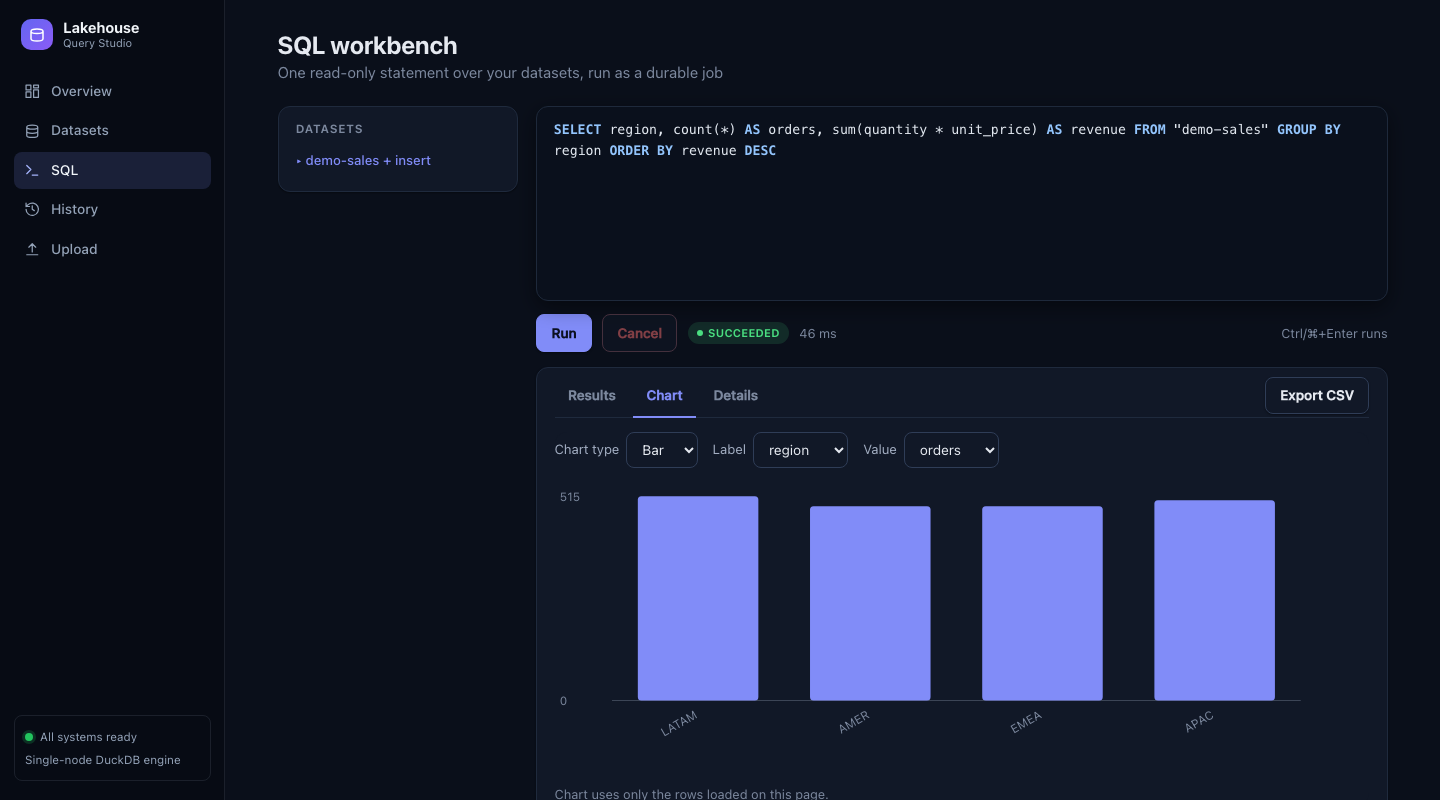 Lakehouse
Query Studio
Overview
Datasets
SQL
History
Upload
All systems ready
Single-node DuckDB engine
SQL workbench
One read-only statement over your datasets, run as a durable job
DATASETS
▸ demo-sales + insert
SELECT region, count(*) AS orders, sum(quantity * unit_price) AS revenue FROM "demo-sales" GROUP BY
region ORDER BY revenue DESC
Run Cancel SUCCEEDED 46 ms Ctrl/⌘+Enter runs
Results Chart Details Export CSV
Chart type Bar Label region Value orders
515
0
LATAM AMER EMEA APAC
Chart uses only the rows loaded on this page.